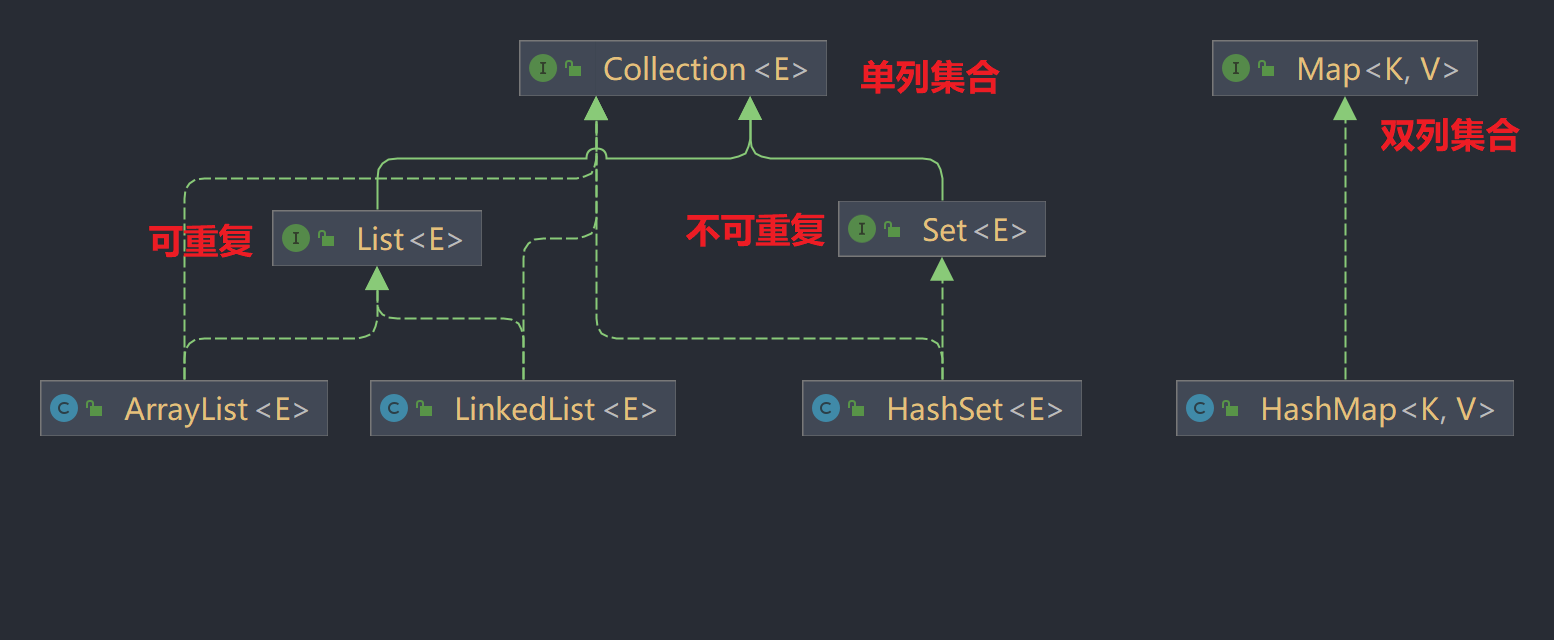 Collection<E>
单列集合
Map<K, V>
双列集合
可重复
List<E>
不可重复
Set<E>
ArrayList<E>
LinkedList<E>
HashSet<E>
HashMap<K, V>